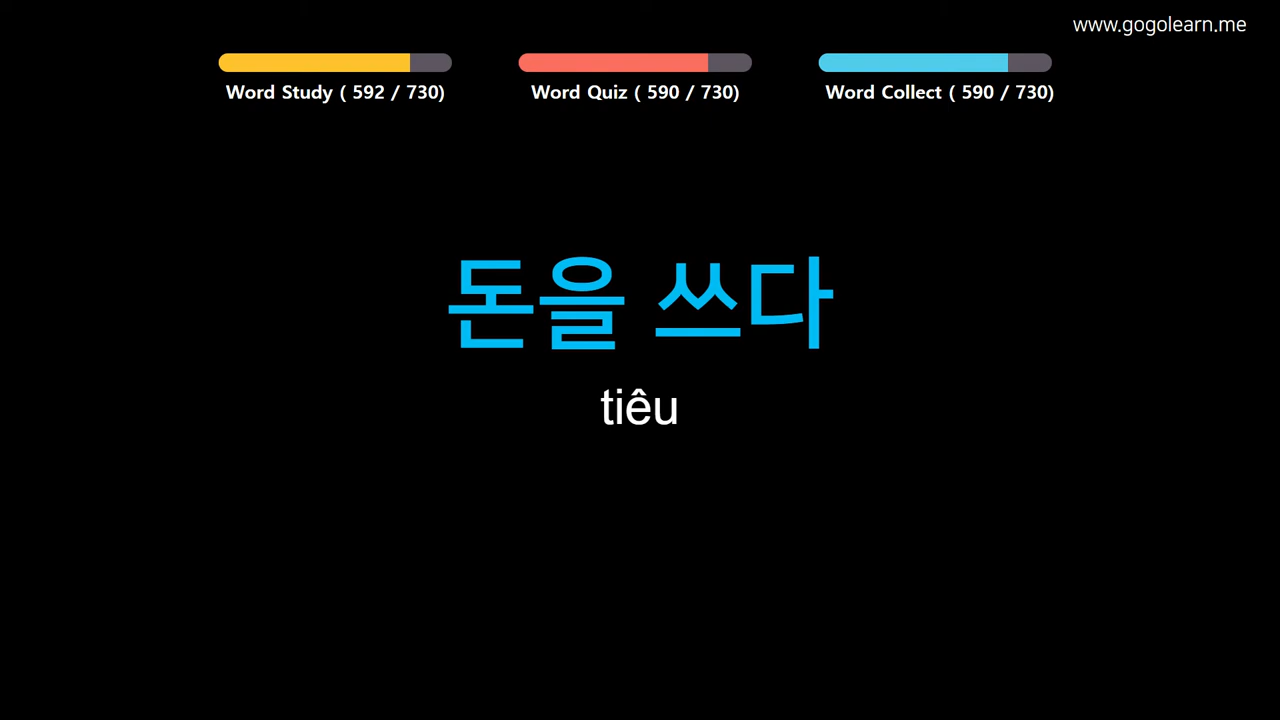 www.gogolearn.me
Word Study ( 592 / 730)
Word Quiz ( 590 / 730)
Word Collect ( 590 / 730)
돈을 쓰다
tiêu